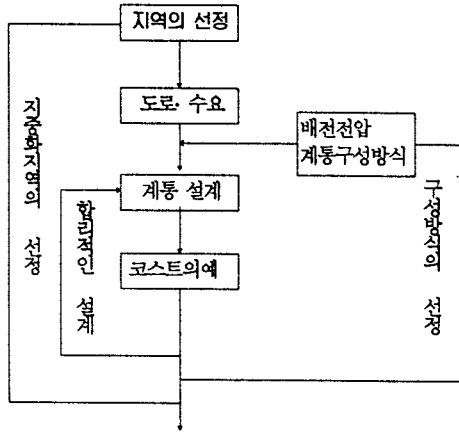 지역의 선정
도로· 수요
배전전압
계통구성방식
계통 설계
코스트의예
지중화지역의 선정
합리적인 설계
구성방식의 선정